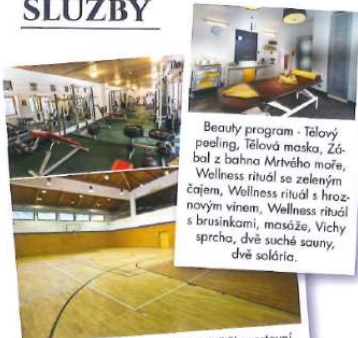 SLUŽBY
Beauty program - Tělový
peeling, Tělová maska, Zá-
bal z bahna Mrtvého moře,
Wellness rituál se zeleným
čajem, Wellness rituál s hroz-
novým vínem, Wellness rituál
s brusinkami, masáže, Vichy
sprcha, dvě suché sauny,
dvě solária.